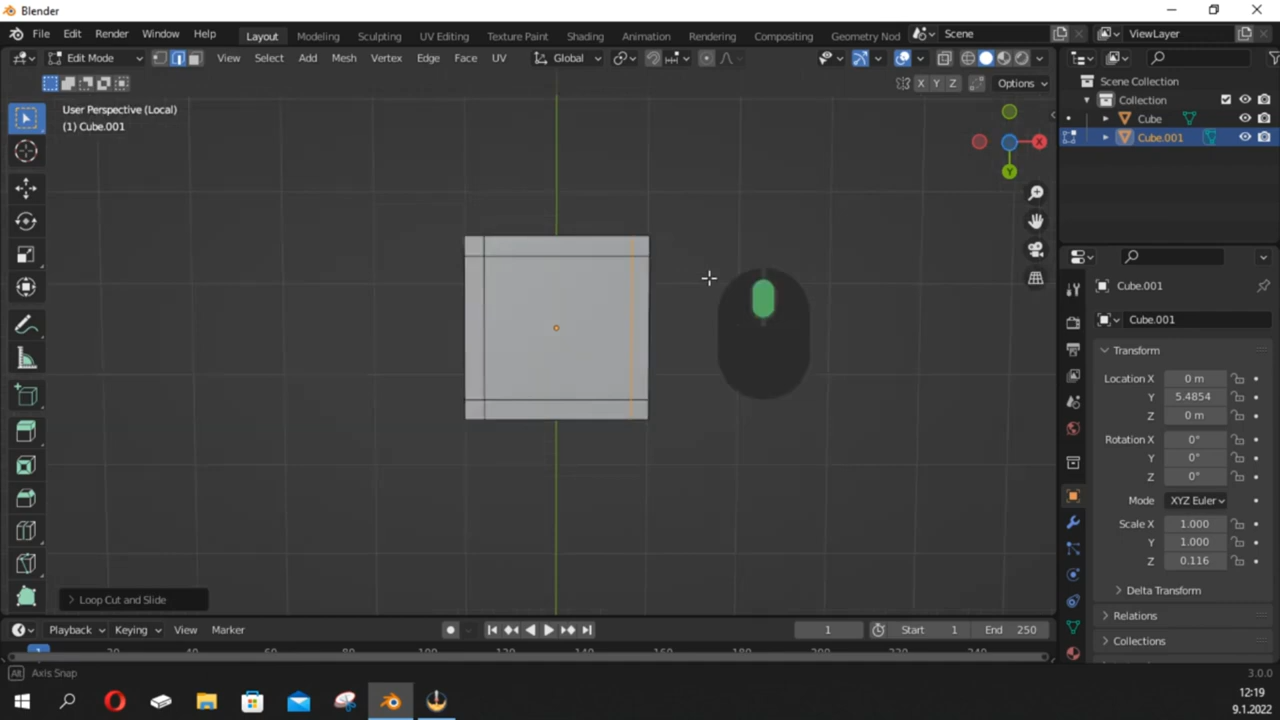 Blender
File Edit Render Window Help Layout Modeling Sculpting UV Editing Texture Paint Shading Animation Rendering Compositing Geometry Nod Scene ViewLayer
Edit Mode View Select Add Mesh Vertex Edge Face UV Global
X Y Z Options
User Perspective (Local)
(1) Cube.001
X
Y
Scene Collection
Collection
Cube
Cube.001
Cube.001
Cube.001
Transform
Location X 0 m
Y 5.4854
Z 0 m
Rotation X 0°
Y 0°
Z 0°
Mode XYZ Euler
Scale X 1.000
Y 1.000
Z 0.116
Delta Transform
Relations
Collections
Loop Cut and Slide
Playback Keying View Marker 1 Start 1 End 250
1
Alt Axis Snap 3.0.0
12:19
9.1.2022